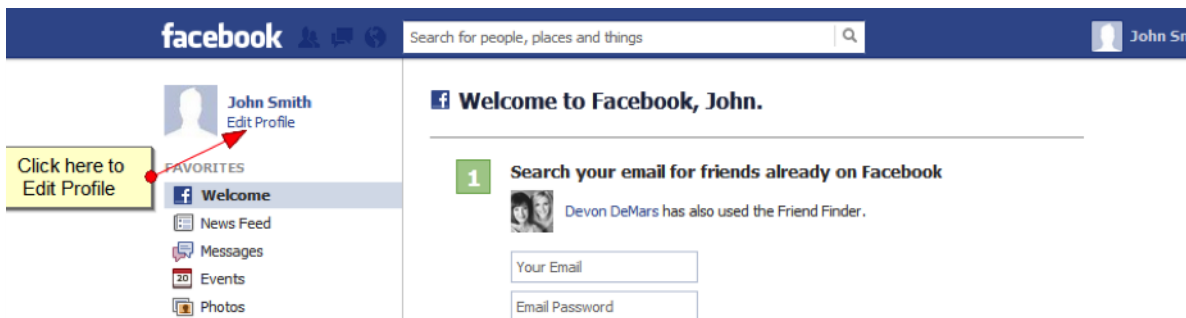 facebook
Search for people, places and things
John Sm
John Smith
Edit Profile
Click here to
Edit Profile
FAVORITES
Welcome
News Feed
Messages
20 Events
Photos
Welcome to Facebook, John.
1 Search your email for friends already on Facebook
Devon DeMars has also used the Friend Finder.
Your Email
Email Password